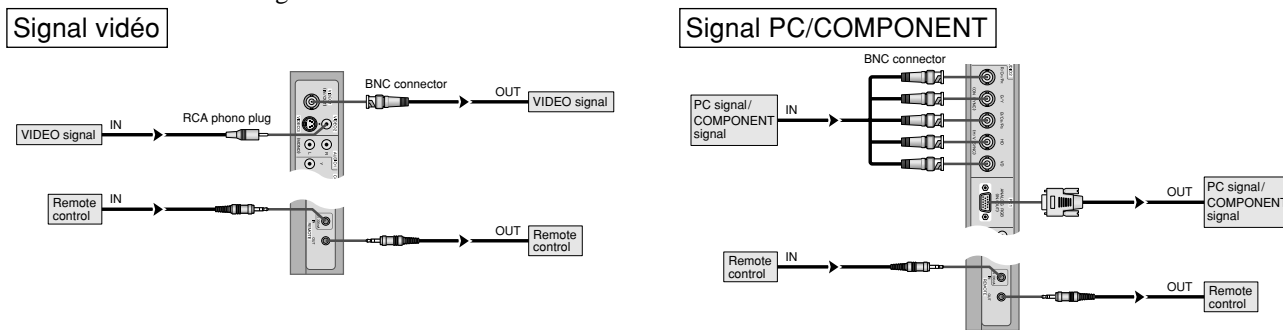 Signal vidéo
BNC connector
OUT
VIDEO signal
RCA phono plug
IN
VIDEO signal
Remote
control
IN
OUT
Remote
control
Signal PC/COMPONENT
BNC connector
PC signal/
COMPONENT
signal
IN
OUT
PC signal/
COMPONENT
signal
Remote
control
IN
OUT
Remote
control